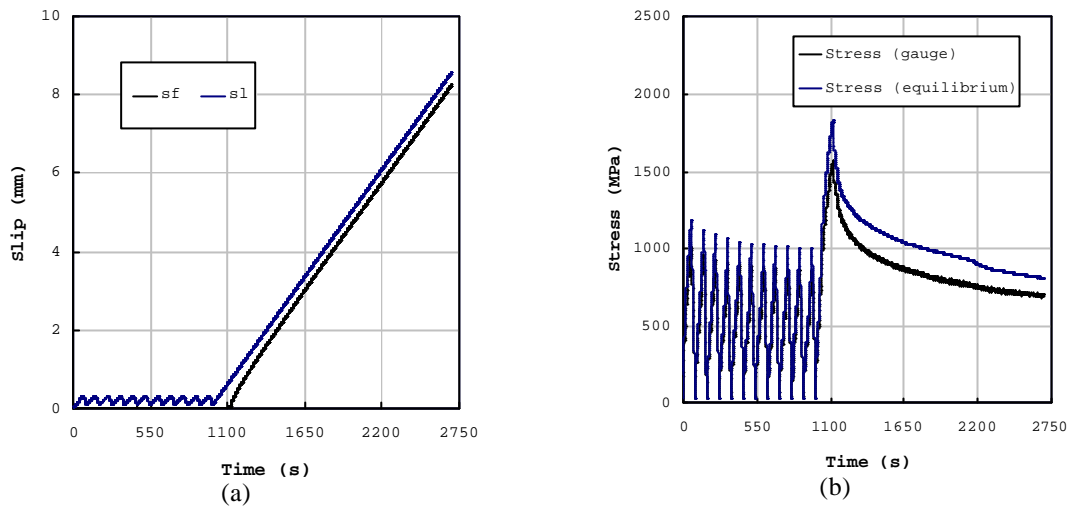 10
8
6
4
2
0
Slip (mm)
sf
sl
0 550 1100 1650 2200 2750
Time (s)
(a)
2500
2000
1500
1000
500
0
Stress (MPa)
Stress (gauge)
Stress (equilibrium)
0 550 1100 1650 2200 2750
Time (s)
(b)